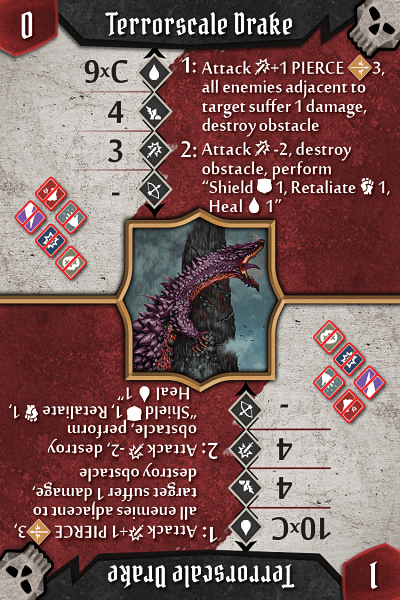 0
Terrorscale Drake
9xC
4
3
-
1: Attack +1 PIERCE 3,
all enemies adjacent to
target suffer 1 damage,
destroy obstacle
2: Attack -2, destroy
obstacle, perform
“Shield 1, Retaliate 1,
Heal 1”
1
Terrorscale Drake
10xC
4
4
-
1: Attack +1 PIERCE 3,
all enemies adjacent to
target suffer 1 damage,
destroy obstacle
2: Attack -2, destroy
obstacle, perform
“Shield 1, Retaliate 1,
Heal 1”